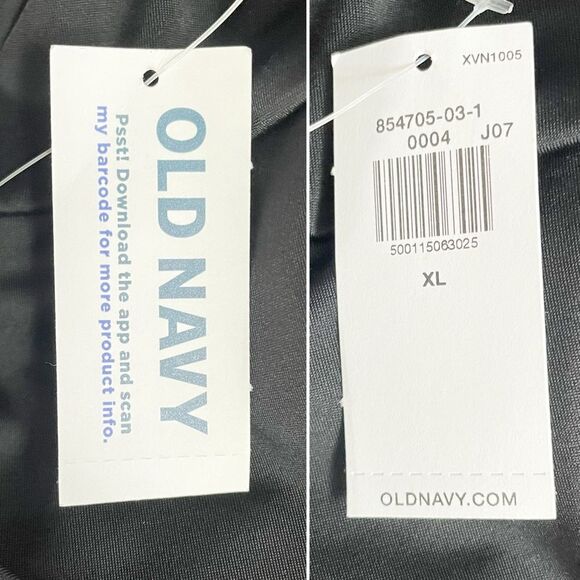 OLD NAVY
Psst! Download the app and scan
my barcode for more product info.
XVN1005
854705-03-1
0004 J07
500115063025
XL
OLDNAVY.COM